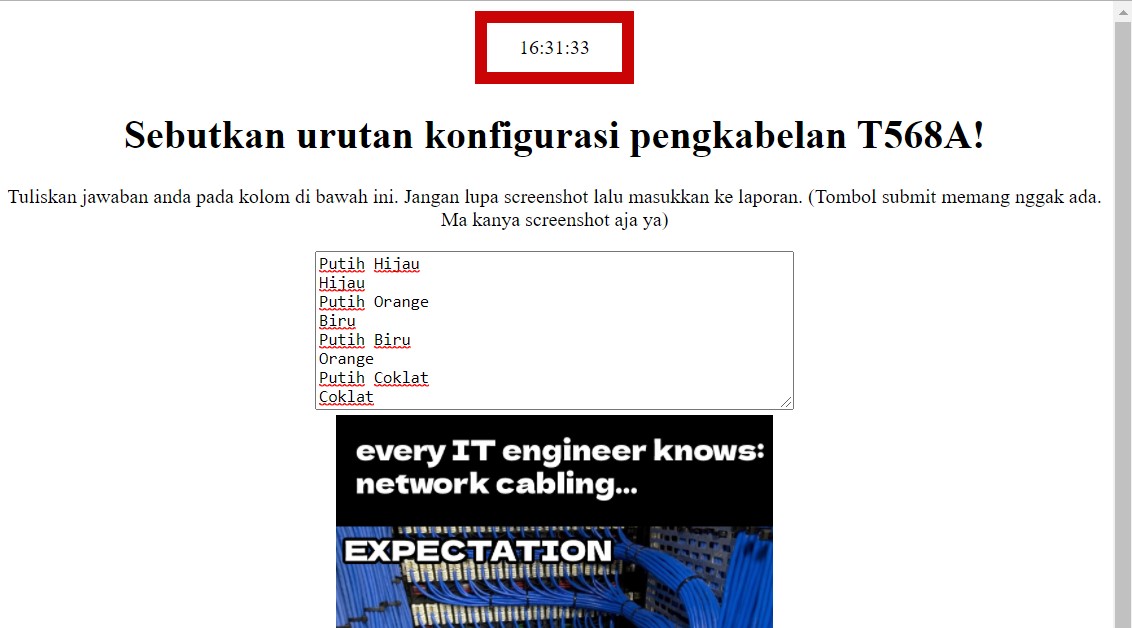 16:31:33
Sebutkan urutan konfigurasi pengkabelan T568A!
Tuliskan jawaban anda pada kolom di bawah ini. Jangan lupa screenshot lalu masukkan ke laporan. (Tombol submit memang nggak ada.
Ma kanya screenshot aja ya)
Putih Hijau
Hijau
Putih Orange
Biru
Putih Biru
Orange
Putih Coklat
Coklat
every IT engineer knows:
network cabling...
EXPECTATION